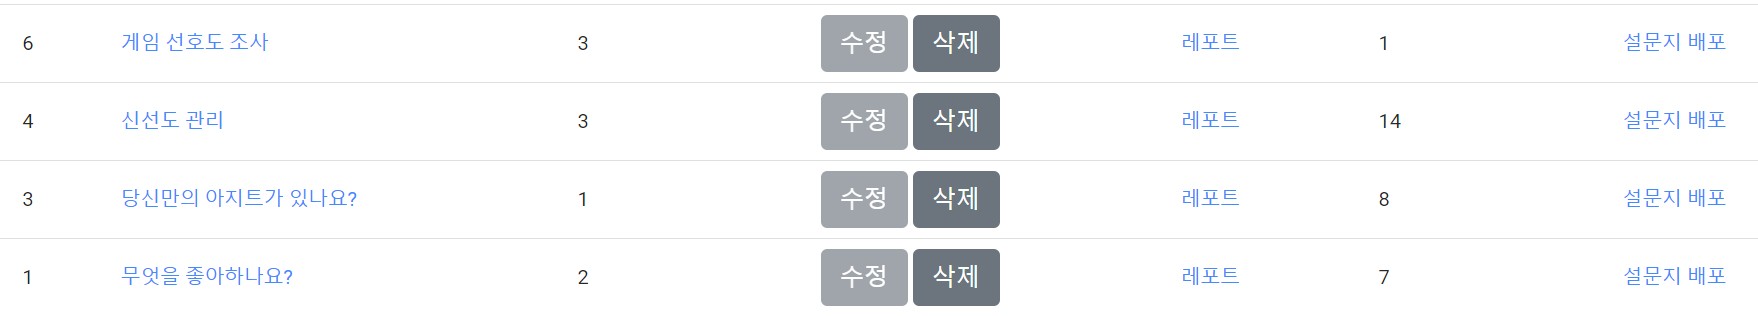 6 게임 선호도 조사 3 수정 삭제 레포트 1 설문지 배포
4 신선도 관리 3 수정 삭제 레포트 14 설문지 배포
3 당신만의 아지트가 있나요? 1 수정 삭제 레포트 8 설문지 배포
1 무엇을 좋아하나요? 2 수정 삭제 레포트 7 설문지 배포